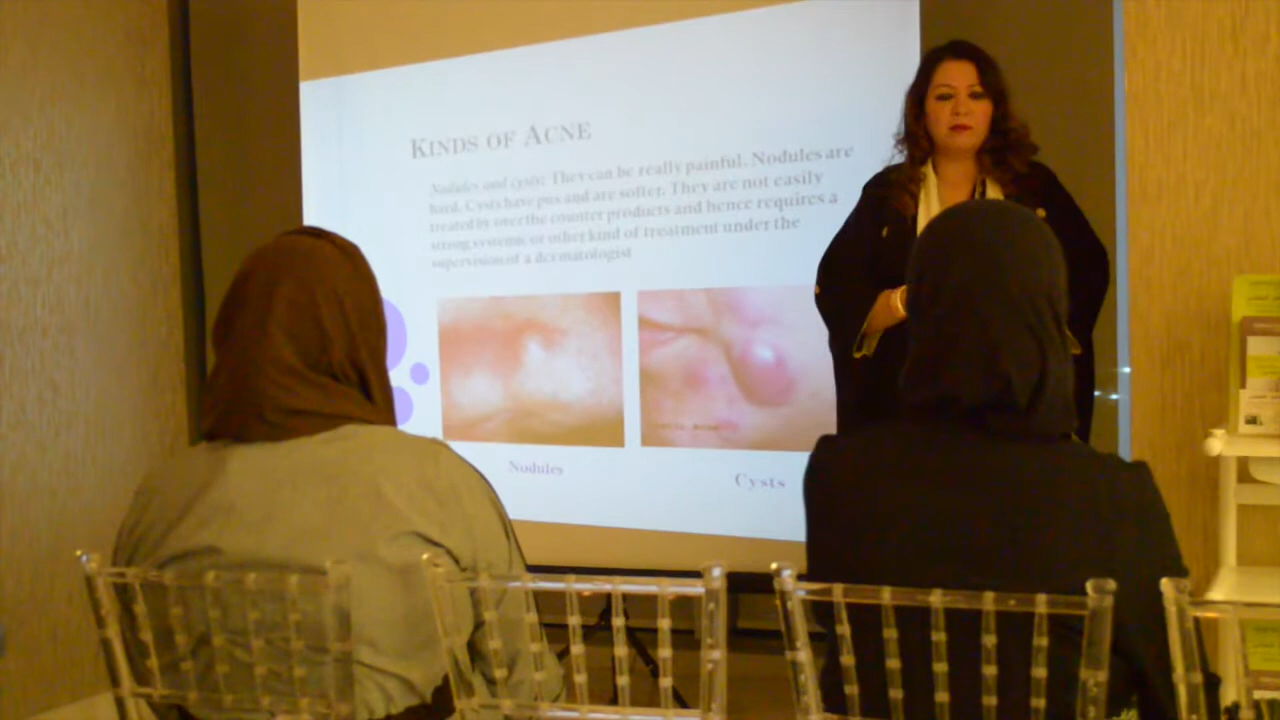 KINDS OF ACNE
Nodules and cysts: They can be really painful. Nodules are
hard. Cysts have pus and are softer. They are not easily
treated by over the counter products and hence requires a
strong systemic or other kind of treatment under the
supervision of a dermatologist
Nodules
Cysts